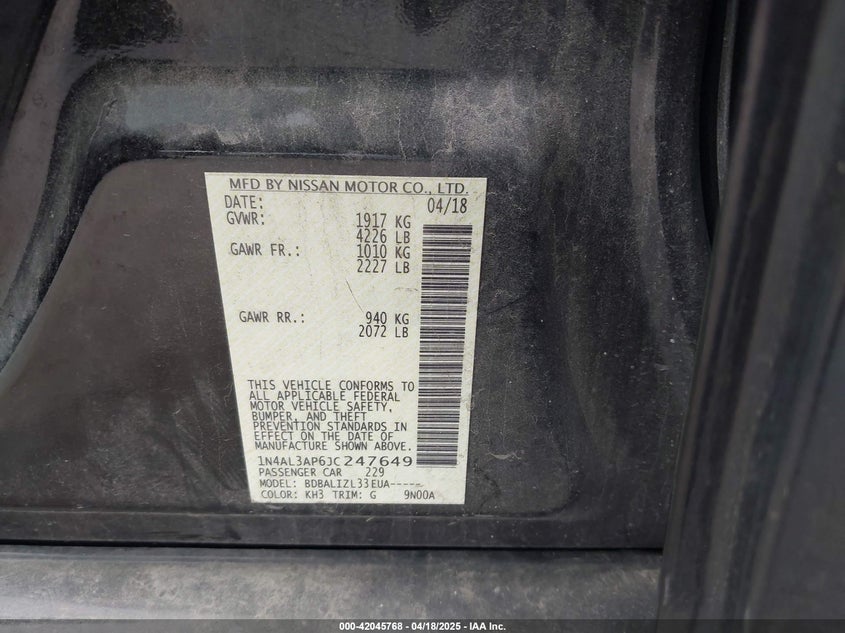 MFD BY NISSAN MOTOR CO., LTD.
DATE: 04/18
GVWR: 1917 KG
4226 LB
GAWR FR.: 1010 KG
2227 LB
GAWR RR.: 940 KG
2072 LB
THIS VEHICLE CONFORMS TO
ALL APPLICABLE FEDERAL
MOTOR VEHICLE SAFETY,
BUMPER, AND THEFT
PREVENTION STANDARDS IN
EFFECT ON THE DATE OF
MANUFACTURE SHOWN ABOVE.
1N4AL3AP6JC247649
PASSENGER CAR 229
MODEL: BDBALIZL33EUA-----
COLOR: KH3 TRIM: G 9N00A
000-42045768 - 04/18/2025 - IAA Inc.